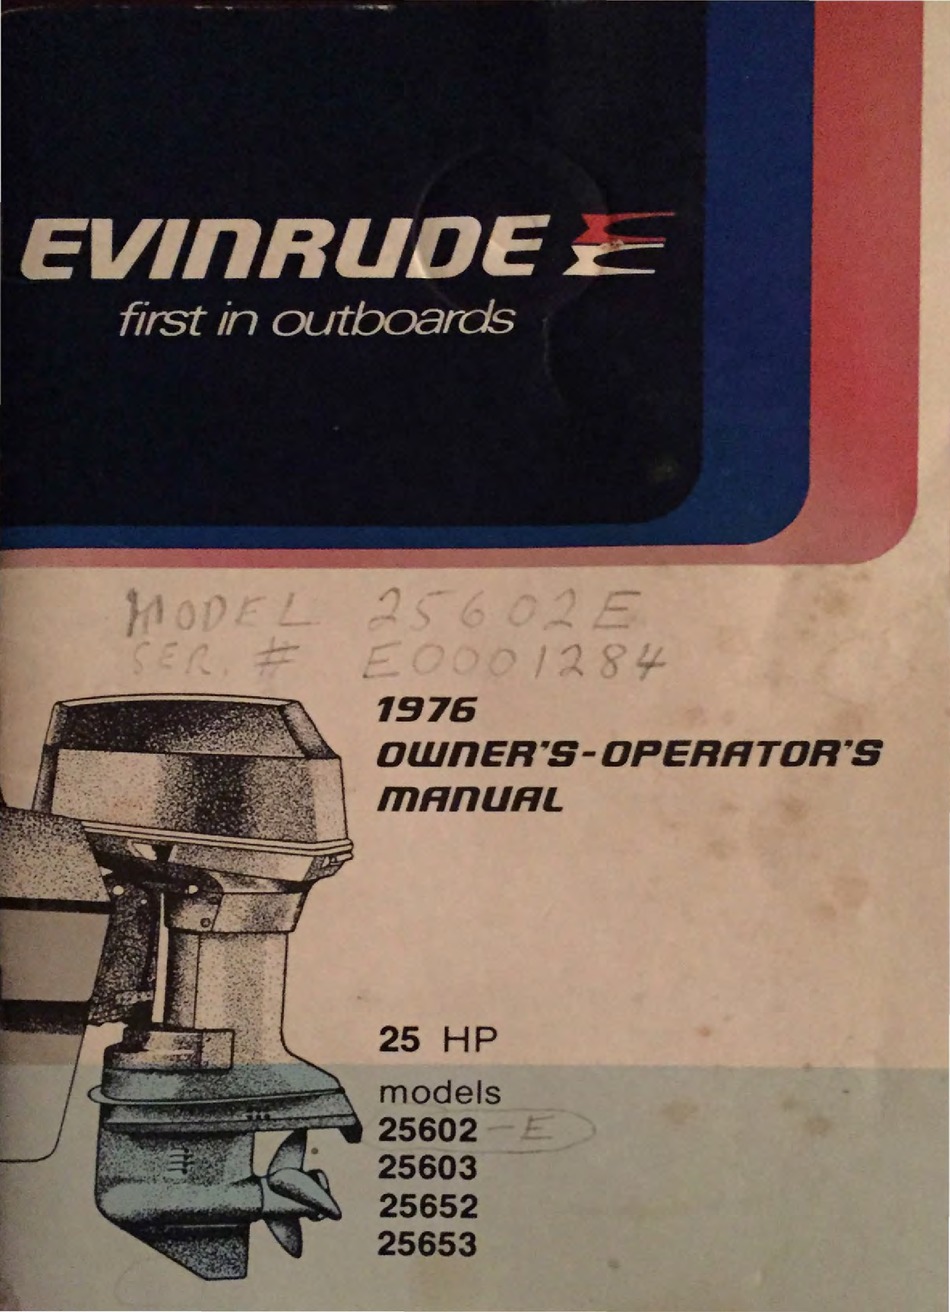 EVINRUDE
first in outboards
MODEL 25602E
SER. # E0001284
1976
OWNER'S-OPERATOR'S
MANUAL
25 HP
models
25602 -E
25603
25652
25653